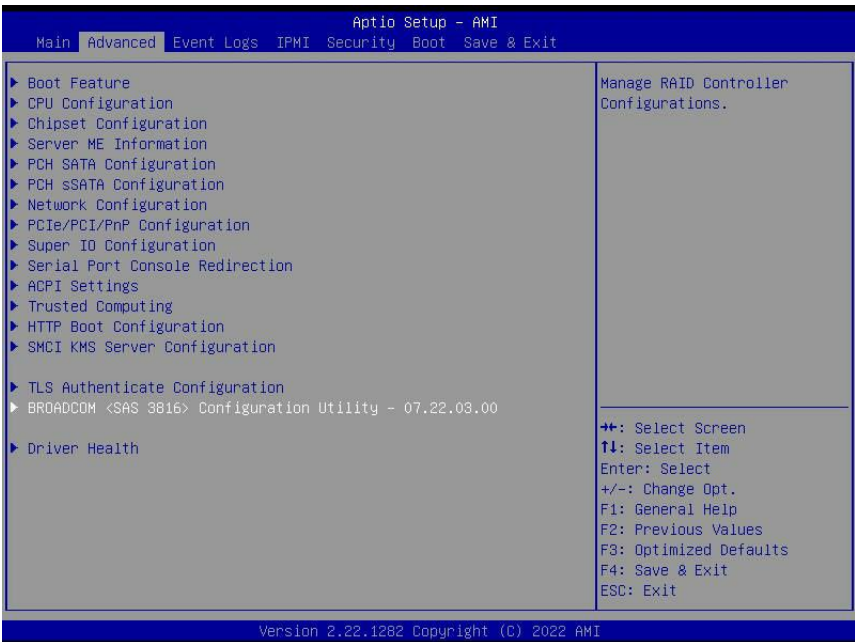 Aptio Setup – AMI
Main Advanced Event Logs IPMI Security Boot Save & Exit
Boot Feature
CPU Configuration
Chipset Configuration
Server ME Information
PCH SATA Configuration
PCH sSATA Configuration
Network Configuration
PCIe/PCI/PnP Configuration
Super IO Configuration
Serial Port Console Redirection
ACPI Settings
Trusted Computing
HTTP Boot Configuration
SMCI KMS Server Configuration
TLS Authenticate Configuration
BROADCOM <SAS 3816> Configuration Utility – 07.22.03.00
Driver Health
Manage RAID Controller
Configurations.
→←: Select Screen
↑↓: Select Item
Enter: Select
+/-: Change Opt.
F1: General Help
F2: Previous Values
F3: Optimized Defaults
F4: Save & Exit
ESC: Exit
Version 2.22.1282 Copyright (C) 2022 AMI